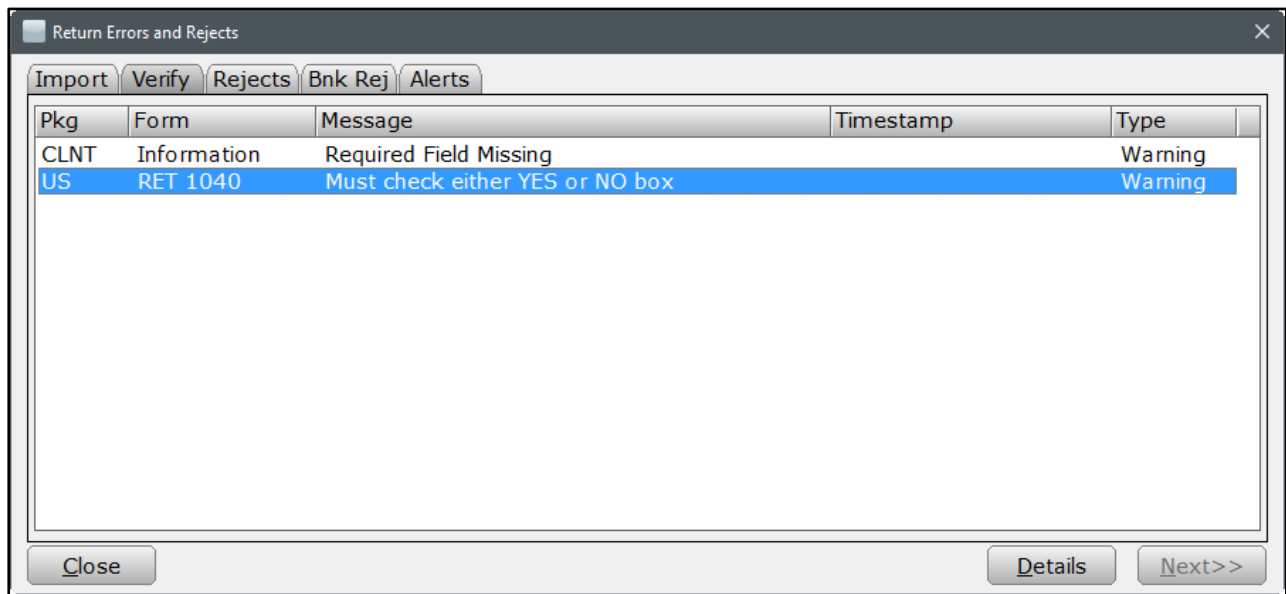 Return Errors and Rejects
Import Verify Rejects Bnk Rej Alerts
Pkg Form Message Timestamp Type
CLNT Information Required Field Missing Warning
US RET 1040 Must check either YES or NO box Warning
Close Details Next>>